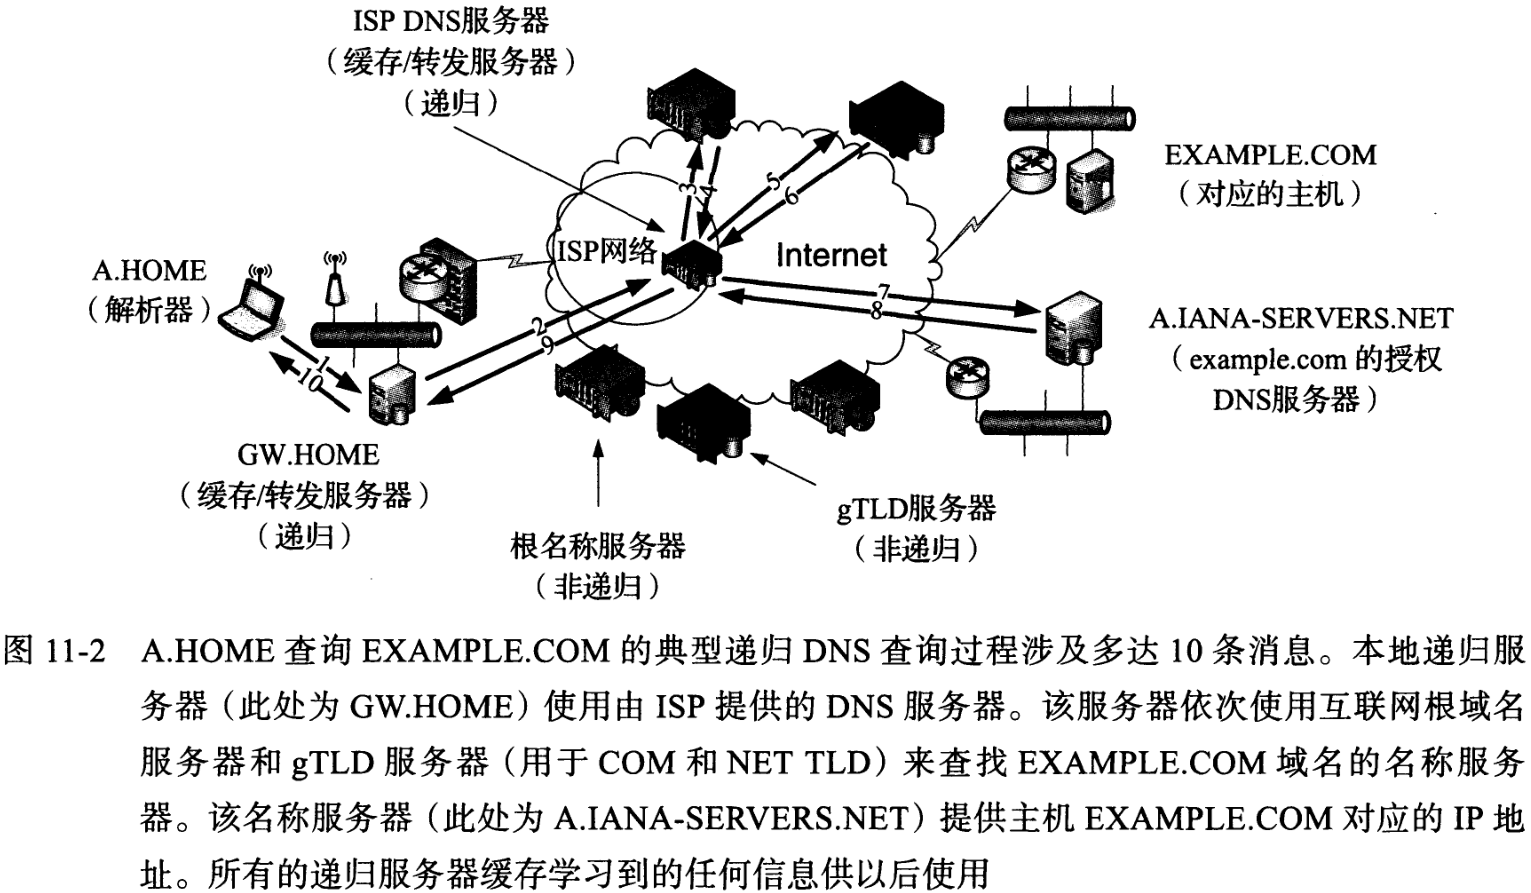 ISP DNS服务器
（缓存/转发服务器）
（递归）
EXAMPLE.COM
（对应的主机）
3
4
5
6
ISP网络
Internet
A.HOME
（解析器）
7
8
2
9
1
10
A.IANA-SERVERS.NET
（example.com 的授权
DNS服务器）
GW.HOME
（缓存/转发服务器）
（递归）
gTLD服务器
（非递归）
根名称服务器
（非递归）
图 11-2 A.HOME 查询 EXAMPLE.COM 的典型递归 DNS 查询过程涉及多达 10 条消息。本地递归服
务器（此处为 GW.HOME）使用由 ISP 提供的 DNS 服务器。该服务器依次使用互联网根域名
服务器和 gTLD 服务器（用于 COM 和 NET TLD）来查找 EXAMPLE.COM 域名的名称服务
器。该名称服务器（此处为 A.IANA-SERVERS.NET）提供主机 EXAMPLE.COM 对应的 IP 地
址。所有的递归服务器缓存学习到的任何信息供以后使用